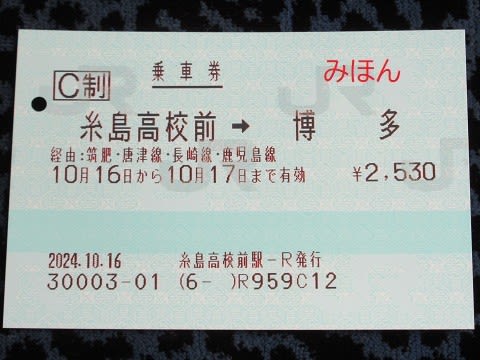 C制
乗車券
みほん
糸島高校前 → 博多
経由:筑肥・唐津線・長崎線・鹿児島線
10月16日から10月17日まで有効 ¥2,530
2024.10.16 糸島高校前駅-R発行
30003-01 (6- )R959C12